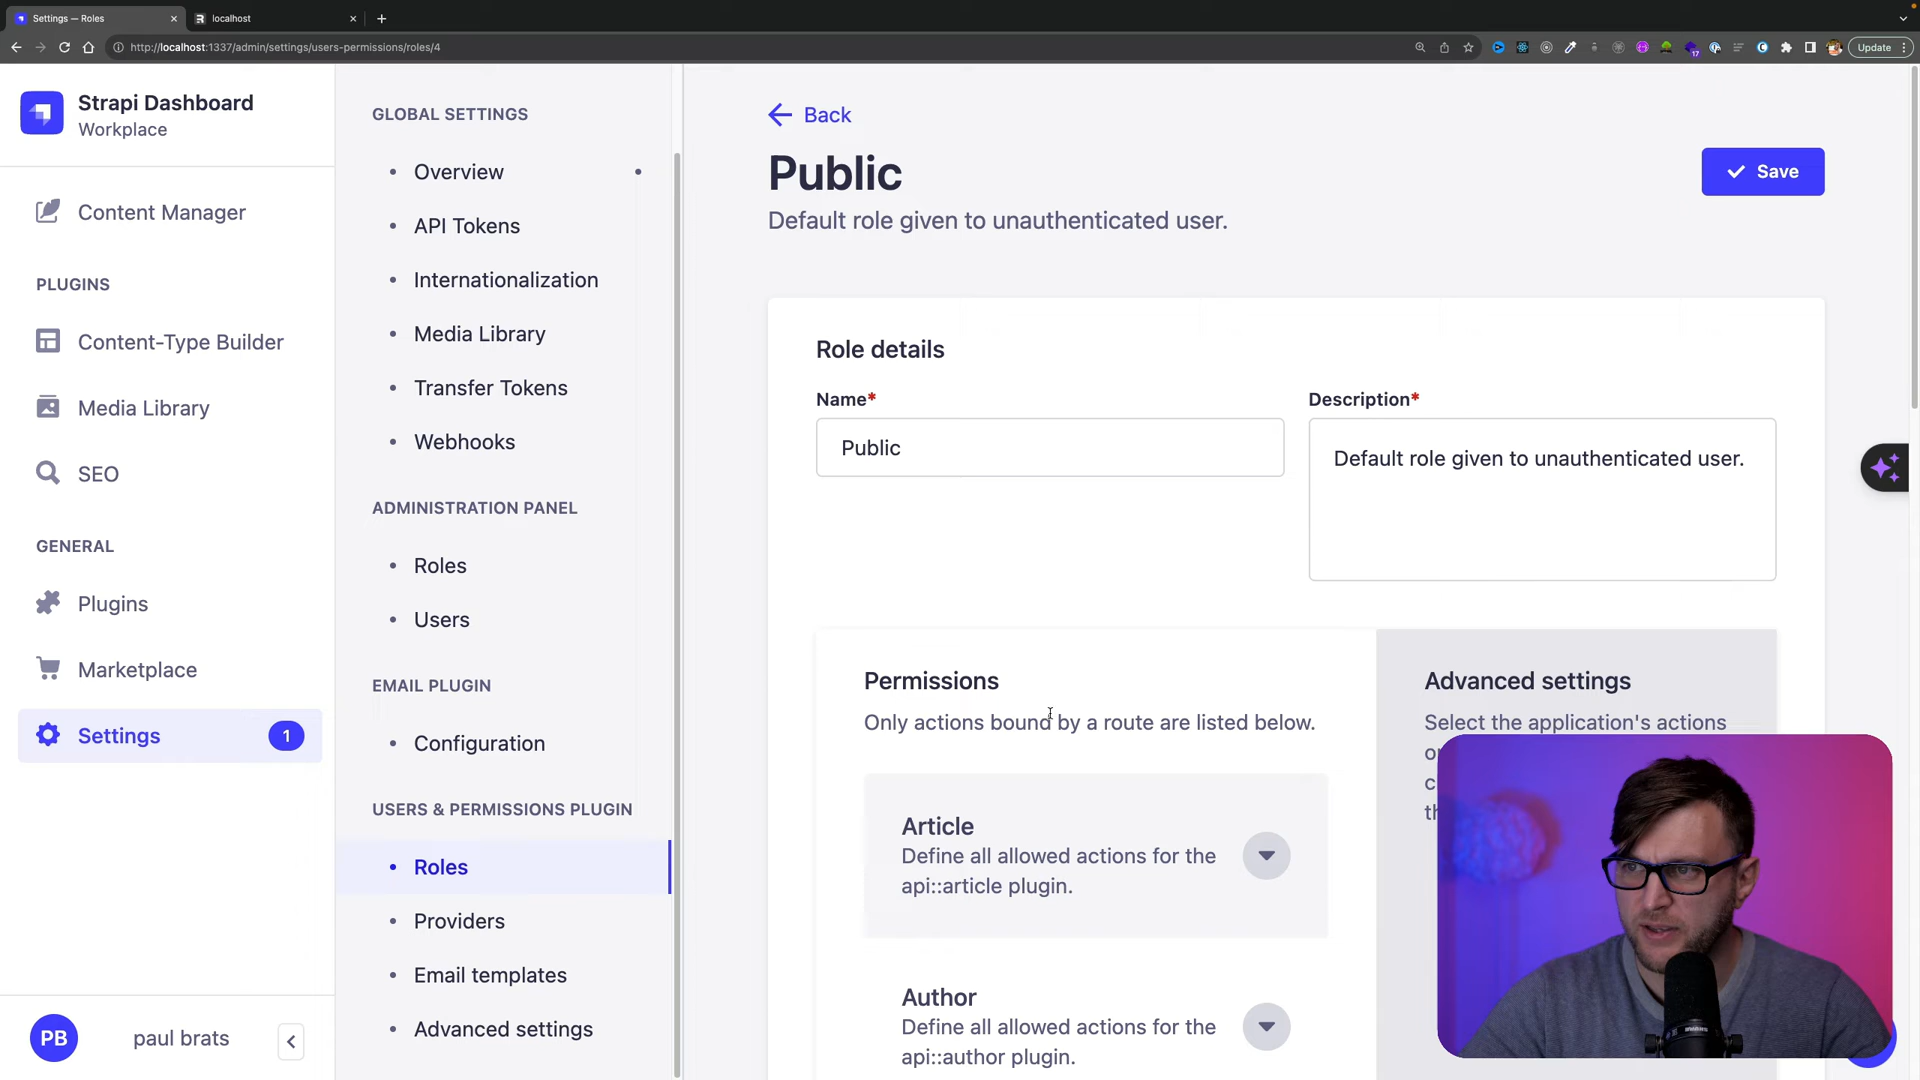 Settings — Roles
localhost
http://localhost:1337/admin/settings/users-permissions/roles/4
17
Update
Strapi Dashboard
Workplace
Content Manager
PLUGINS
Content-Type Builder
Media Library
SEO
GENERAL
Plugins
Marketplace
Settings
1
PB
paul brats
GLOBAL SETTINGS
Overview
API Tokens
Internationalization
Media Library
Transfer Tokens
Webhooks
ADMINISTRATION PANEL
Roles
Users
EMAIL PLUGIN
Configuration
USERS & PERMISSIONS PLUGIN
Roles
Providers
Email templates
Advanced settings
Back
Public
Default role given to unauthenticated user.
Save
Role details
Name*
Public
Description*
Default role given to unauthenticated user.
Permissions
Only actions bound by a route are listed below.
Article
Define all allowed actions for the
api::article plugin.
Author
Define all allowed actions for the
api::author plugin.
Advanced settings
Select the application's actions